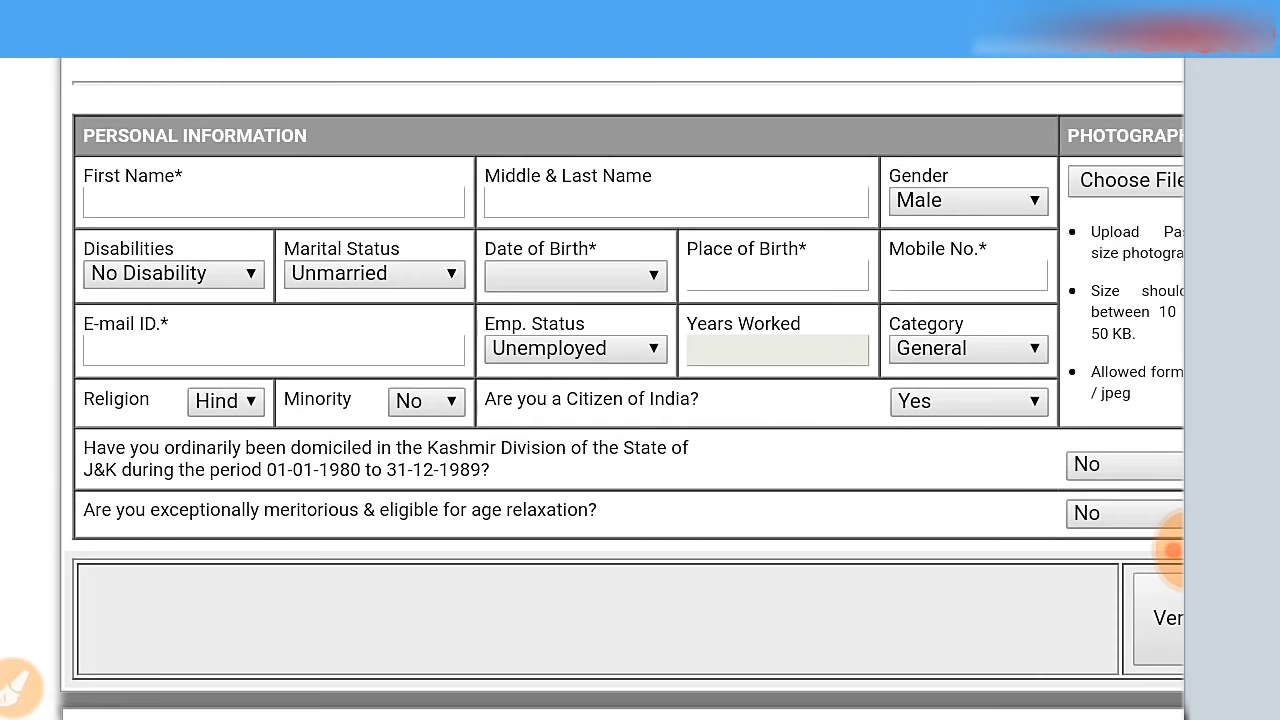 PERSONAL INFORMATION
PHOTOGRAPH
First Name*
Middle & Last Name
Gender
Male
Choose File
Disabilities
No Disability
Marital Status
Unmarried
Date of Birth*
Place of Birth*
Mobile No.*
Upload Pas
size photogra
Size shoul
between 10
50 KB.
Allowed form
/ jpeg
E-mail ID.*
Emp. Status
Unemployed
Years Worked
Category
General
Religion
Hind
Minority
No
Are you a Citizen of India?
Yes
Have you ordinarily been domiciled in the Kashmir Division of the State of
J&K during the period 01-01-1980 to 31-12-1989?
No
Are you exceptionally meritorious & eligible for age relaxation?
No
Ver